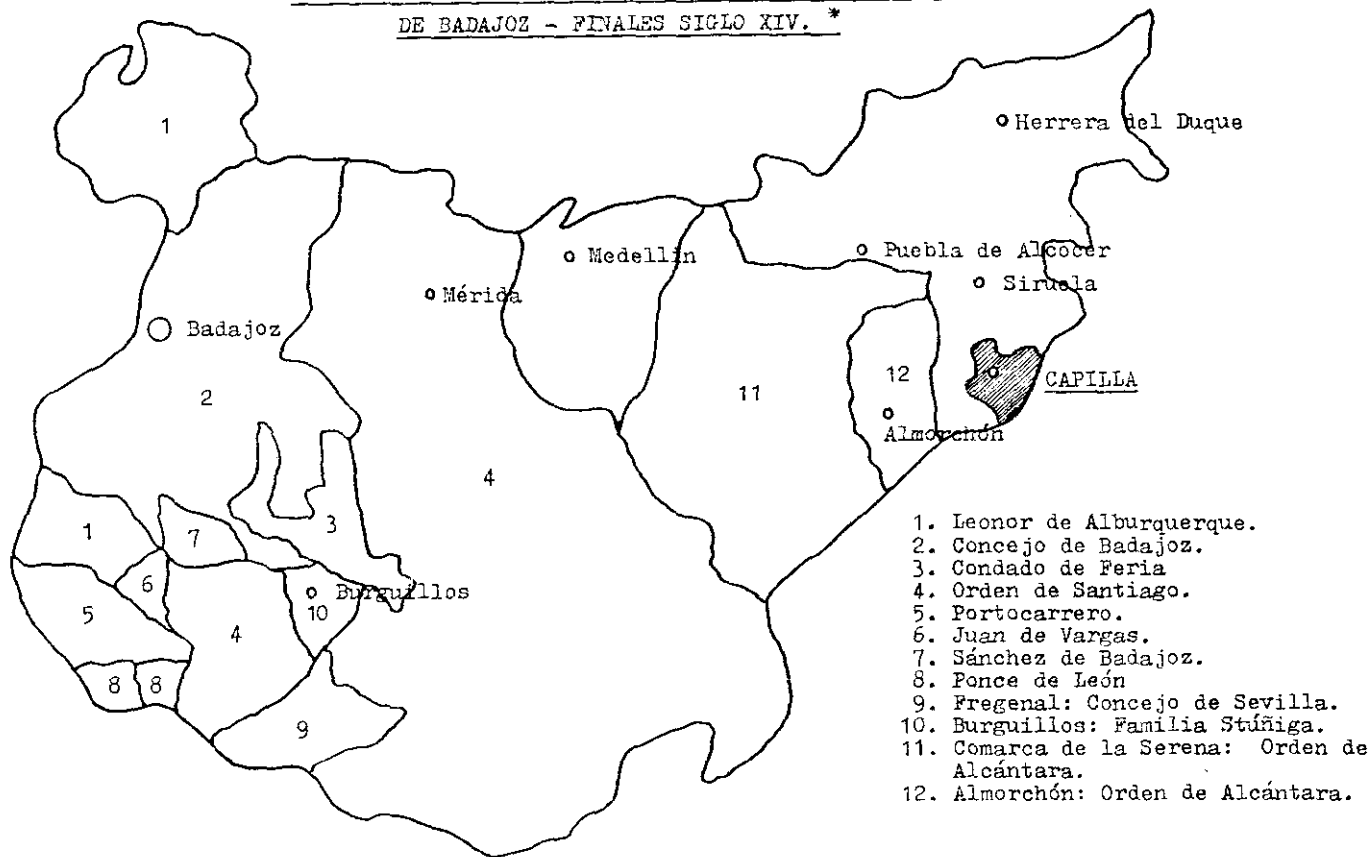 DE BADAJOZ - FINALES SIGLO XIV. *
1
Herrera del Duque
Medellín
Puebla de Alcocer
Mérida
Siruela
Badajoz
12
CAPILLA
11
2
Almorchón
4
3
1
7
6
Burguillos
10
5
4
8
8
9
1. Leonor de Alburquerque.
2. Concejo de Badajoz.
3. Condado de Feria
4. Orden de Santiago.
5. Portocarrero.
6. Juan de Vargas.
7. Sánchez de Badajoz.
8. Ponce de León
9. Fregenal: Concejo de Sevilla.
10. Burguillos: Familia Stúñiga.
11. Comarca de la Serena: Orden de
Alcántara.
12. Almorchón: Orden de Alcántara.